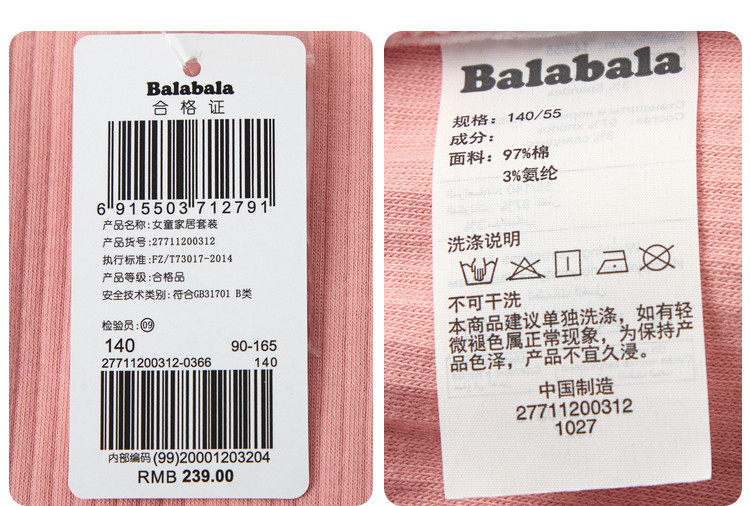 Balabala
合格证
6 915503 712791
产品名称:女童家居套装
产品货号:27711200312
执行标准:FZ/T73017-2014
产品等级:合格品
安全技术类别:符合GB31701 B类
检验员:09
140 90-165
27711200312-0366 140
内部编码(99)20001203204
RMB 239.00
Balabala
规格: 140/55
成分:
面料: 97%棉
3%氨纶
洗涤说明
不可干洗
本商品建议单独洗涤，如有轻
微褪色属正常现象，为保持产
品色泽，产品不宜久浸。
中国制造
27711200312
1027